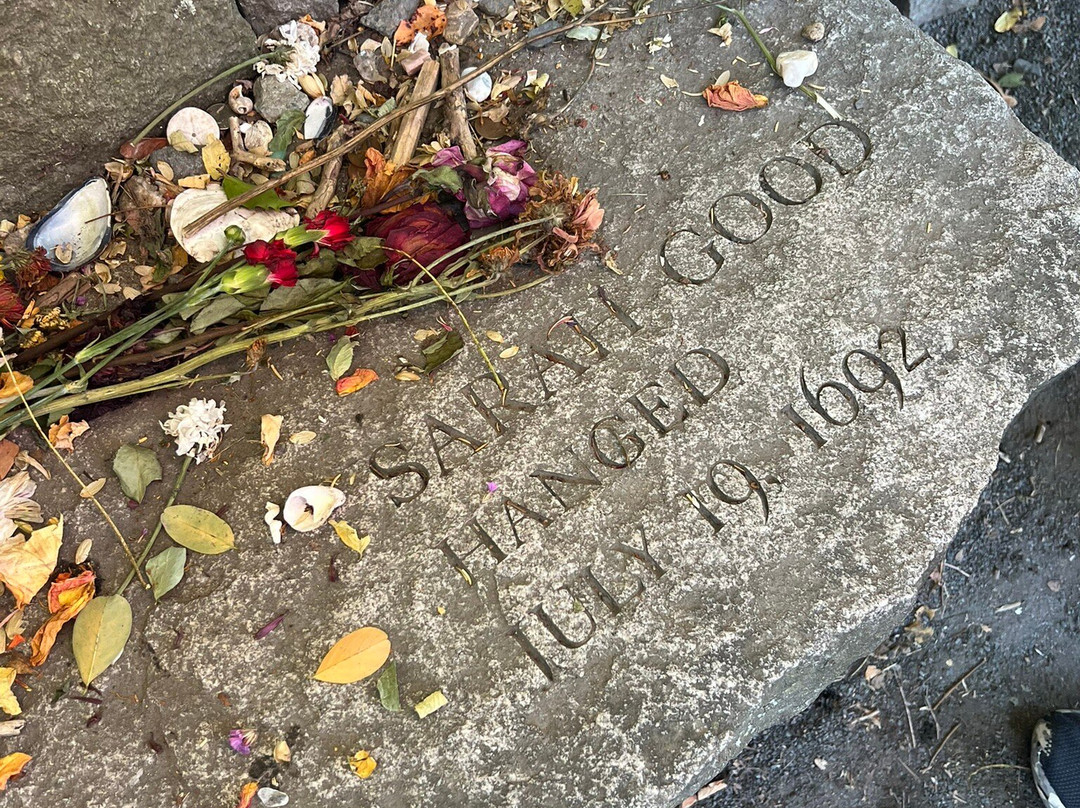 SARAH GOOD
HANGED
JULY 19, 1692